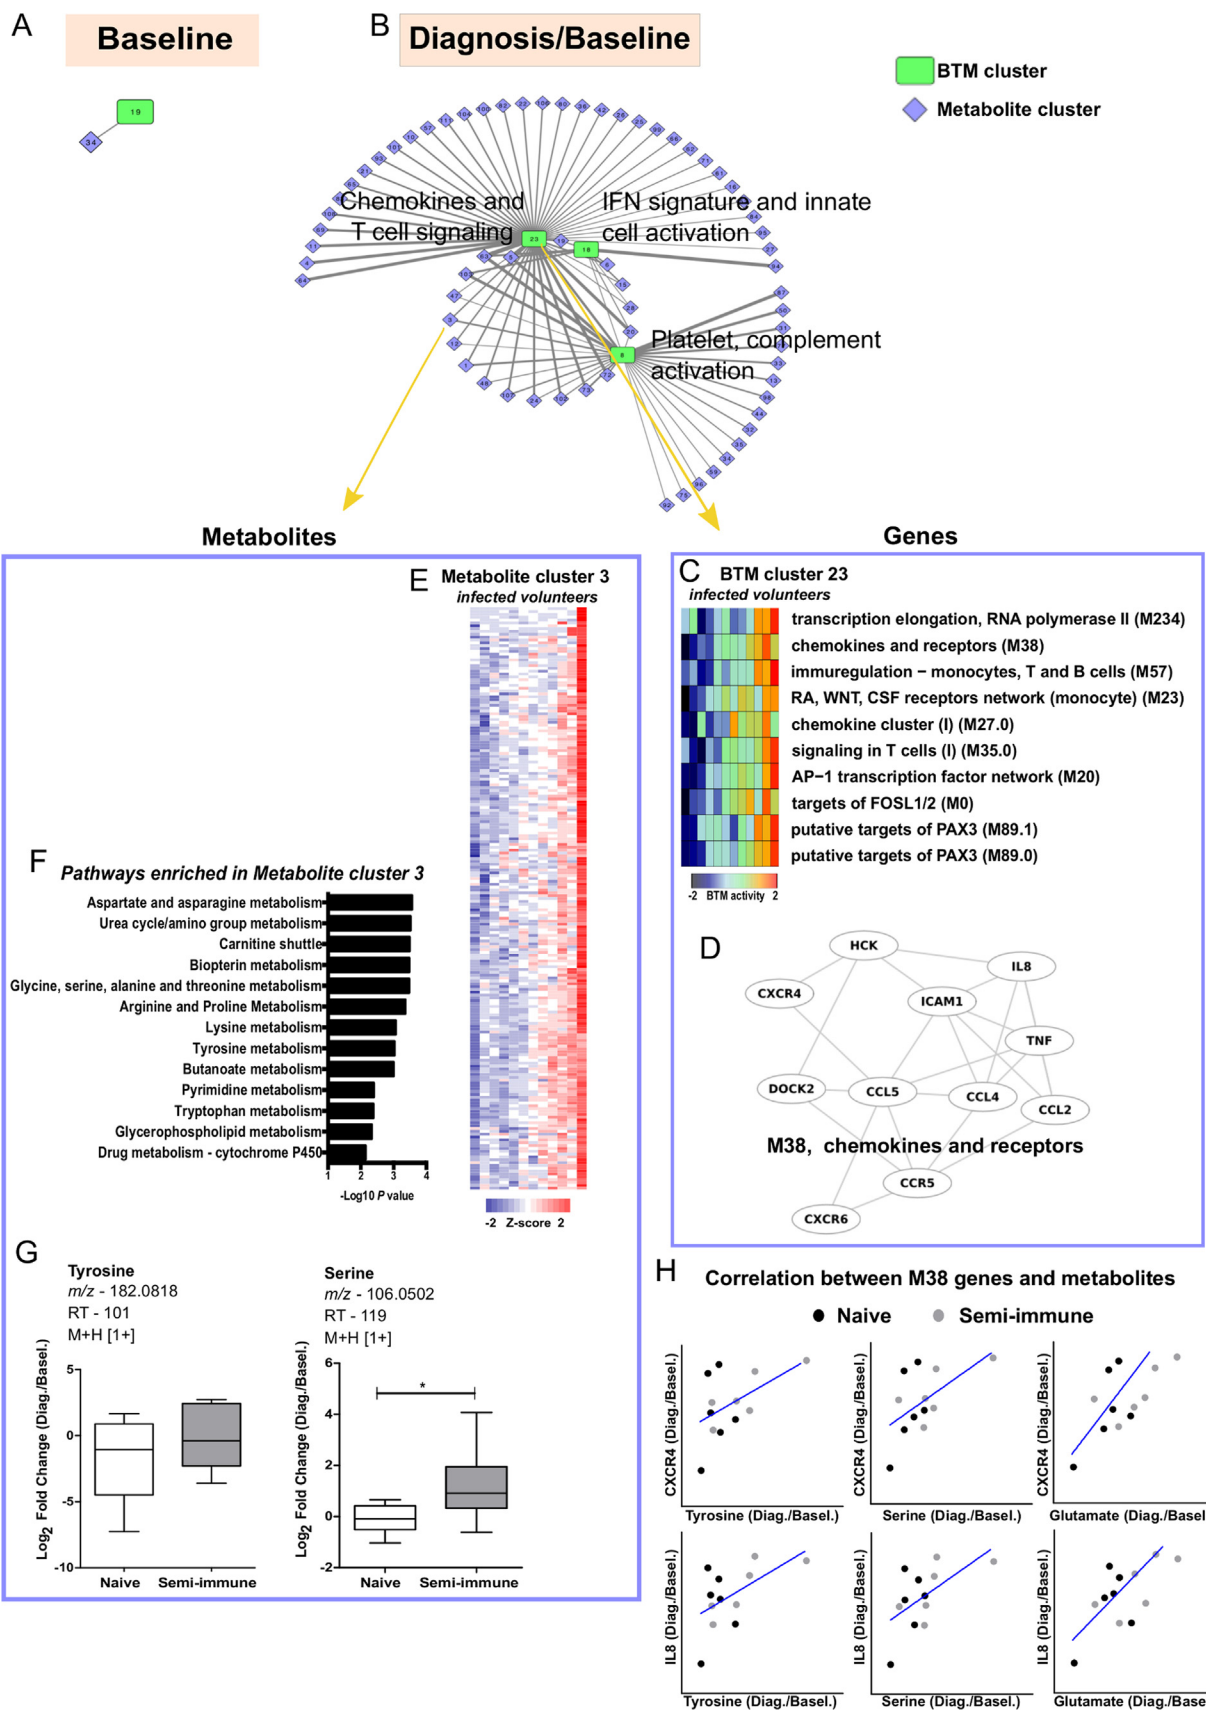 A
Baseline
19
34
B
Diagnosis/Baseline
BTM cluster
Metabolite cluster
Chemokines and
T cell signaling
IFN signature and innate
cell activation
Platelet, complement
activation
23
18
8
Metabolites
Genes
E
Metabolite cluster 3
infected volunteers
-2 Z-score 2
C
BTM cluster 23
infected volunteers
transcription elongation, RNA polymerase II (M234)
chemokines and receptors (M38)
immuregulation − monocytes, T and B cells (M57)
RA, WNT, CSF receptors network (monocyte) (M23)
chemokine cluster (I) (M27.0)
signaling in T cells (I) (M35.0)
AP−1 transcription factor network (M20)
targets of FOSL1/2 (M0)
putative targets of PAX3 (M89.1)
putative targets of PAX3 (M89.0)
-2 BTM activity 2
D
HCK
IL8
CXCR4
ICAM1
TNF
DOCK2
CCL5
CCL4
CCL2
M38, chemokines and receptors
CCR5
CXCR6
F
Pathways enriched in Metabolite cluster 3
Aspartate and asparagine metabolism
Urea cycle/amino group metabolism
Carnitine shuttle
Biopterin metabolism
Glycine, serine, alanine and threonine metabolism
Arginine and Proline Metabolism
Lysine metabolism
Tyrosine metabolism
Butanoate metabolism
Pyrimidine metabolism
Tryptophan metabolism
Glycerophospholipid metabolism
Drug metabolism - cytochrome P450
1 2 3 4
-Log10 P value
G
Tyrosine
m/z - 182.0818
RT - 101
M+H [1+]
Log2 Fold Change (Diag./Basel.)
5
0
-5
-10
Naive Semi-immune
Serine
m/z - 106.0502
RT - 119
M+H [1+]
Log2 Fold Change (Diag./Basel.)
6
4
2
0
-2
*
Naive Semi-immune
H
Correlation between M38 genes and metabolites
Naive
Semi-immune
CXCR4 (Diag./Basel.)
Tyrosine (Diag./Basel.)
CXCR4 (Diag./Basel.)
Serine (Diag./Basel.)
CXCR4 (Diag./Basel.)
Glutamate (Diag./Basel
IL8 (Diag./Basel.)
Tyrosine (Diag./Basel.)
IL8 (Diag./Basel.)
Serine (Diag./Basel.)
IL8 (Diag./Basel.)
Glutamate (Diag./Base